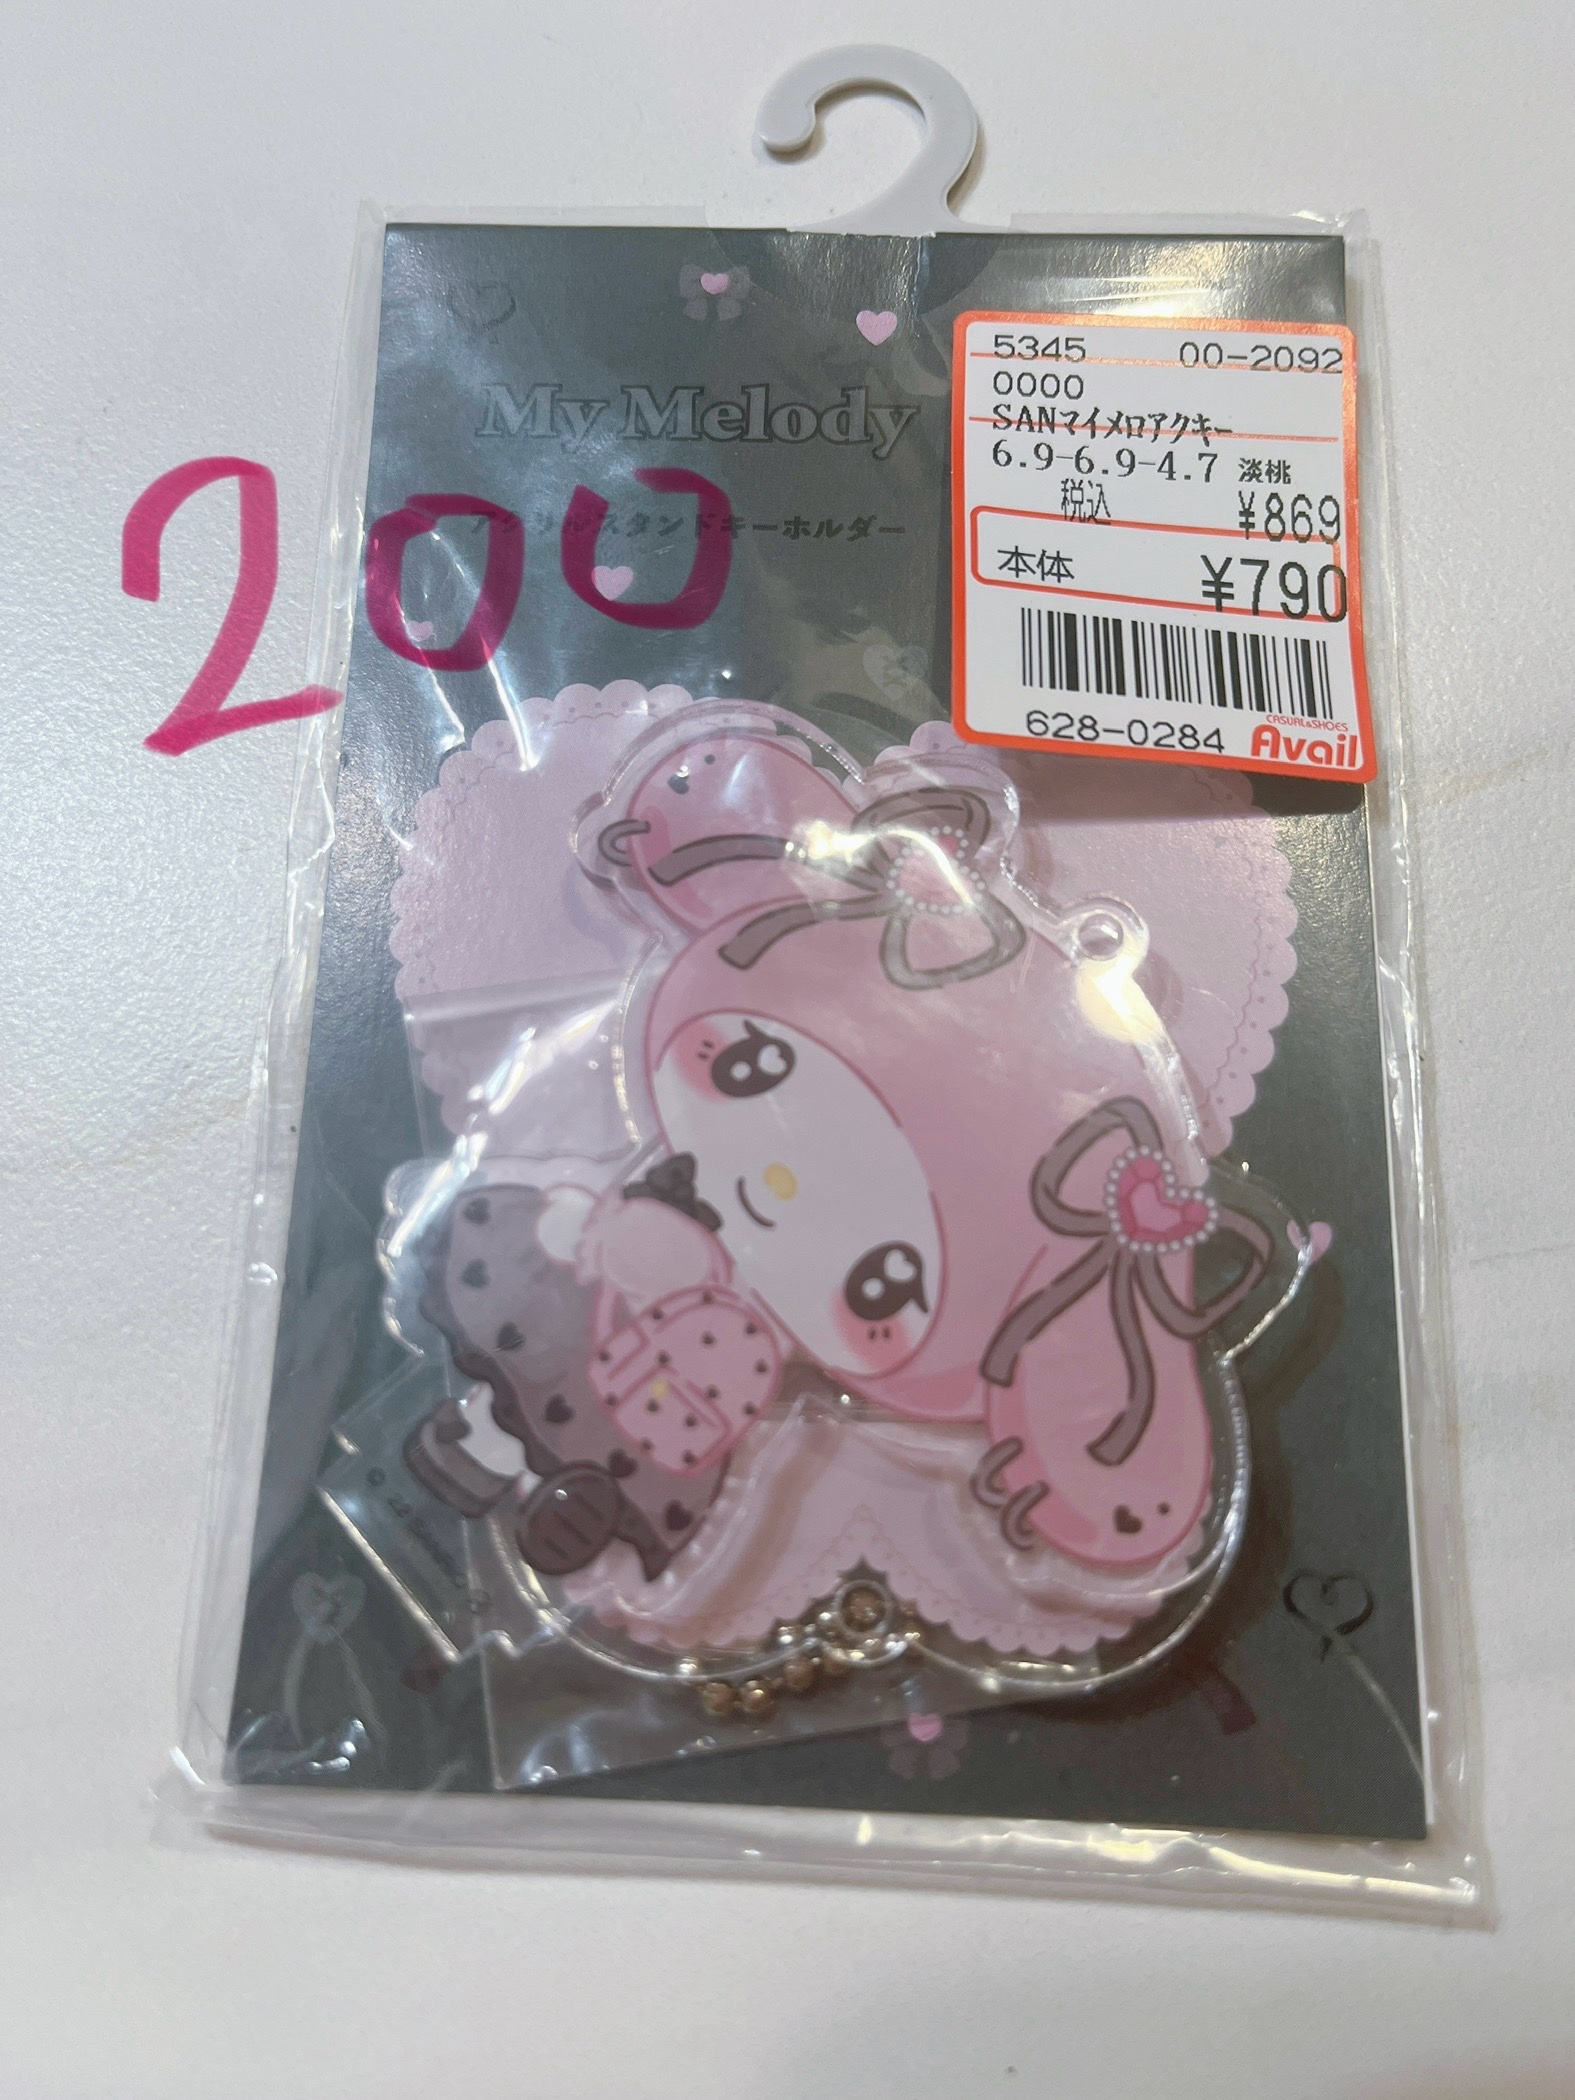 My Melody
アクリルスタンドキーホルダー
200
5345 00-2092
0000
SANマイメロアクキー
6.9-6.9-4.7 淡桃
税込 ¥869
本体 ¥790
628-0284
CASUAL&SHOES
Avail